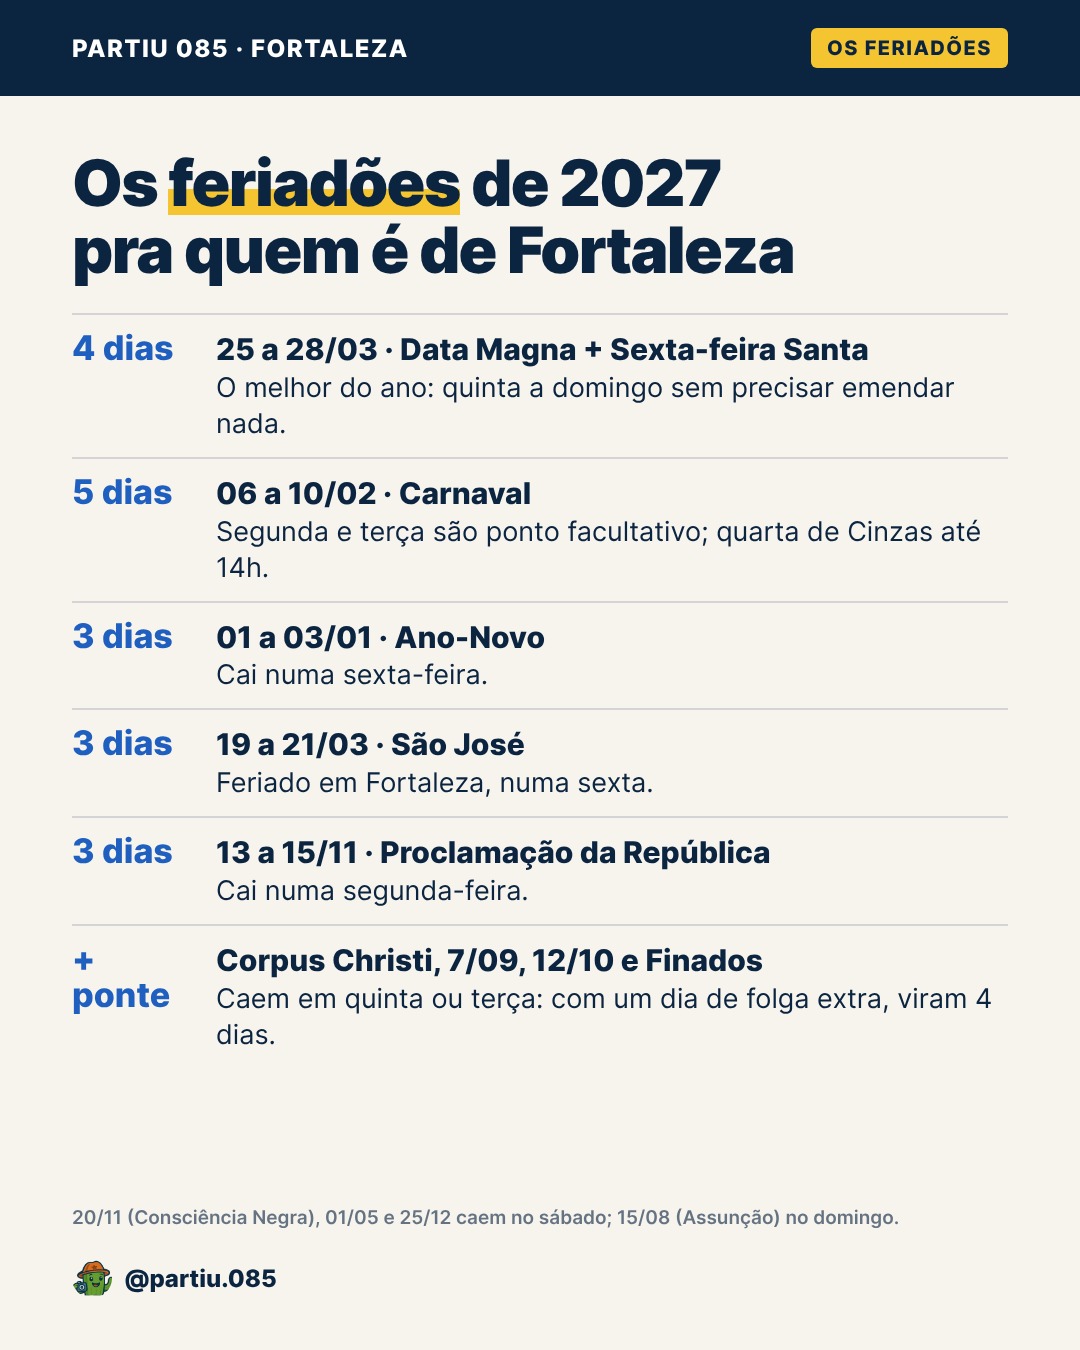 PARTIU 085 · FORTALEZA
OS FERIADÕES
Os feriadões de 2027
pra quem é de Fortaleza
4 dias
25 a 28/03 · Data Magna + Sexta-feira Santa
O melhor do ano: quinta a domingo sem precisar emendar
nada.
5 dias
06 a 10/02 · Carnaval
Segunda e terça são ponto facultativo; quarta de Cinzas até
14h.
3 dias
01 a 03/01 · Ano-Novo
Cai numa sexta-feira.
3 dias
19 a 21/03 · São José
Feriado em Fortaleza, numa sexta.
3 dias
13 a 15/11 · Proclamação da República
Cai numa segunda-feira.
+
ponte
Corpus Christi, 7/09, 12/10 e Finados
Caem em quinta ou terça: com um dia de folga extra, viram 4
dias.
20/11 (Consciência Negra), 01/05 e 25/12 caem no sábado; 15/08 (Assunção) no domingo.
@partiu.085